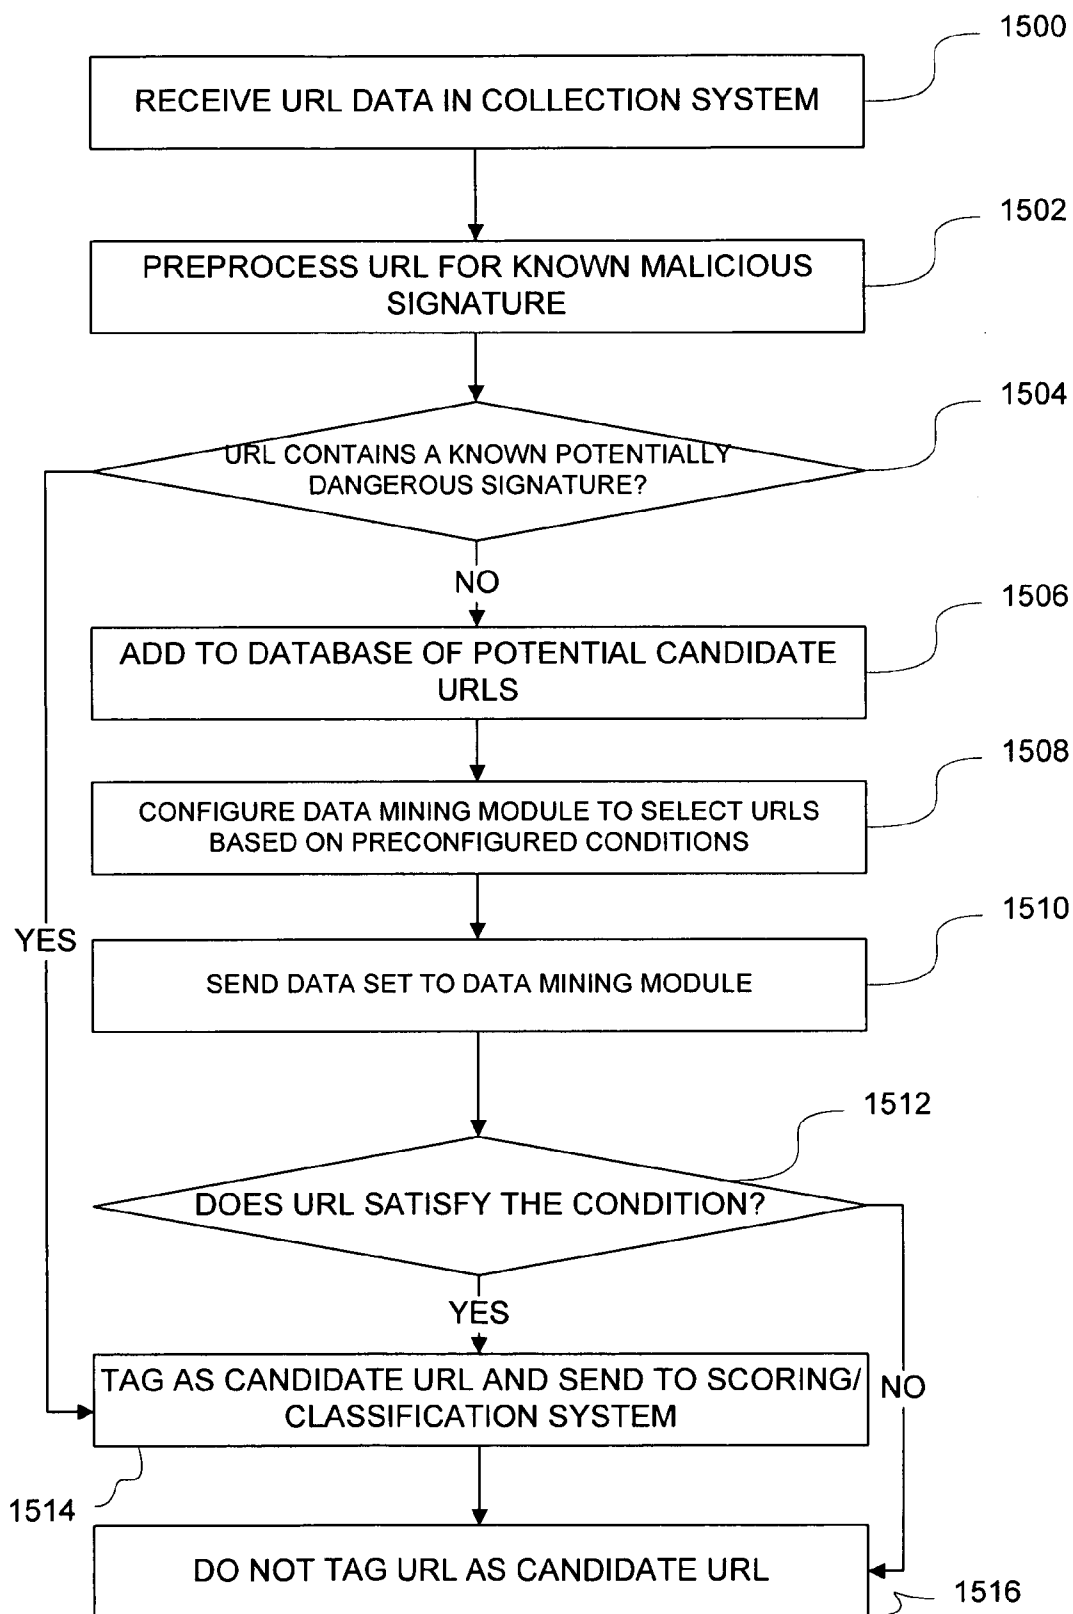 1500
RECEIVE URL DATA IN COLLECTION SYSTEM
1502
PREPROCESS URL FOR KNOWN MALICIOUS
SIGNATURE
1504
URL CONTAINS A KNOWN POTENTIALLY
DANGEROUS SIGNATURE?
NO
1506
ADD TO DATABASE OF POTENTIAL CANDIDATE
URLS
1508
CONFIGURE DATA MINING MODULE TO SELECT URLS
BASED ON PRECONFIGURED CONDITIONS
YES
1510
SEND DATA SET TO DATA MINING MODULE
1512
DOES URL SATISFY THE CONDITION?
YES
TAG AS CANDIDATE URL AND SEND TO SCORING/
CLASSIFICATION SYSTEM
NO
1514
DO NOT TAG URL AS CANDIDATE URL
1516